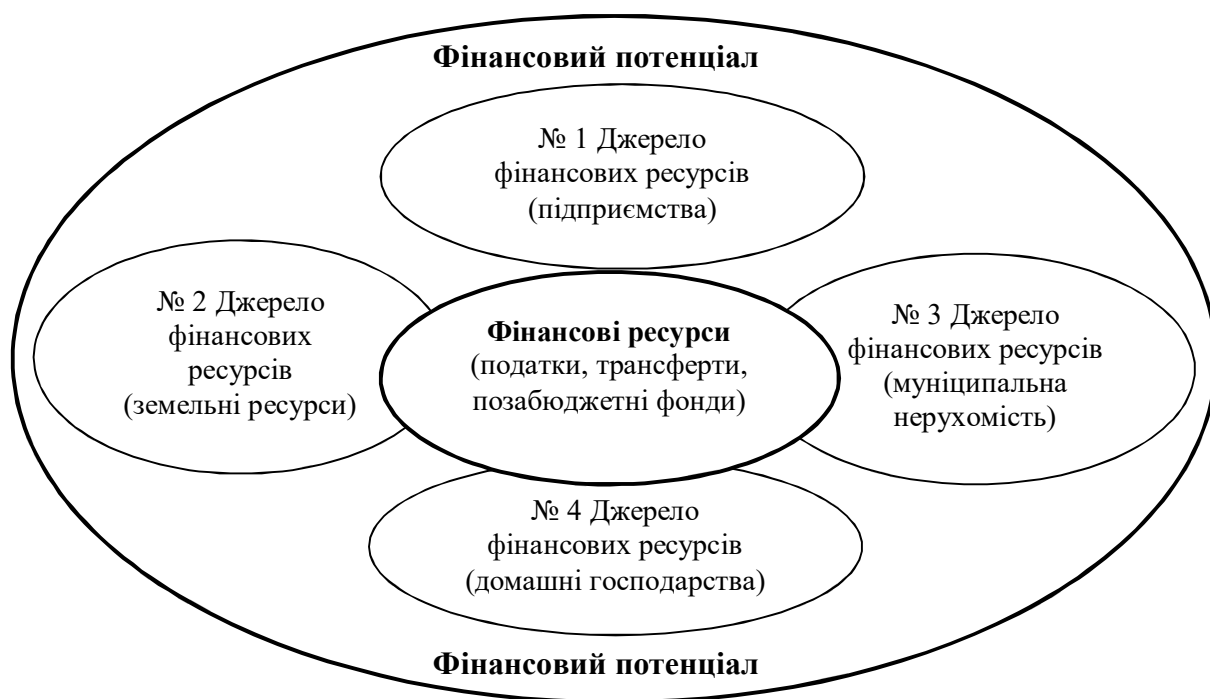 Фінансовий потенціал
№ 1 Джерело
фінансових ресурсів
(підприємства)
№ 2 Джерело
фінансових
ресурсів
(земельні ресурси)
Фінансові ресурси
(податки, трансферти,
позабюджетні фонди)
№ 3 Джерело
фінансових ресурсів
(муніципальна
нерухомість)
№ 4 Джерело
фінансових ресурсів
(домашні господарства)
Фінансовий потенціал